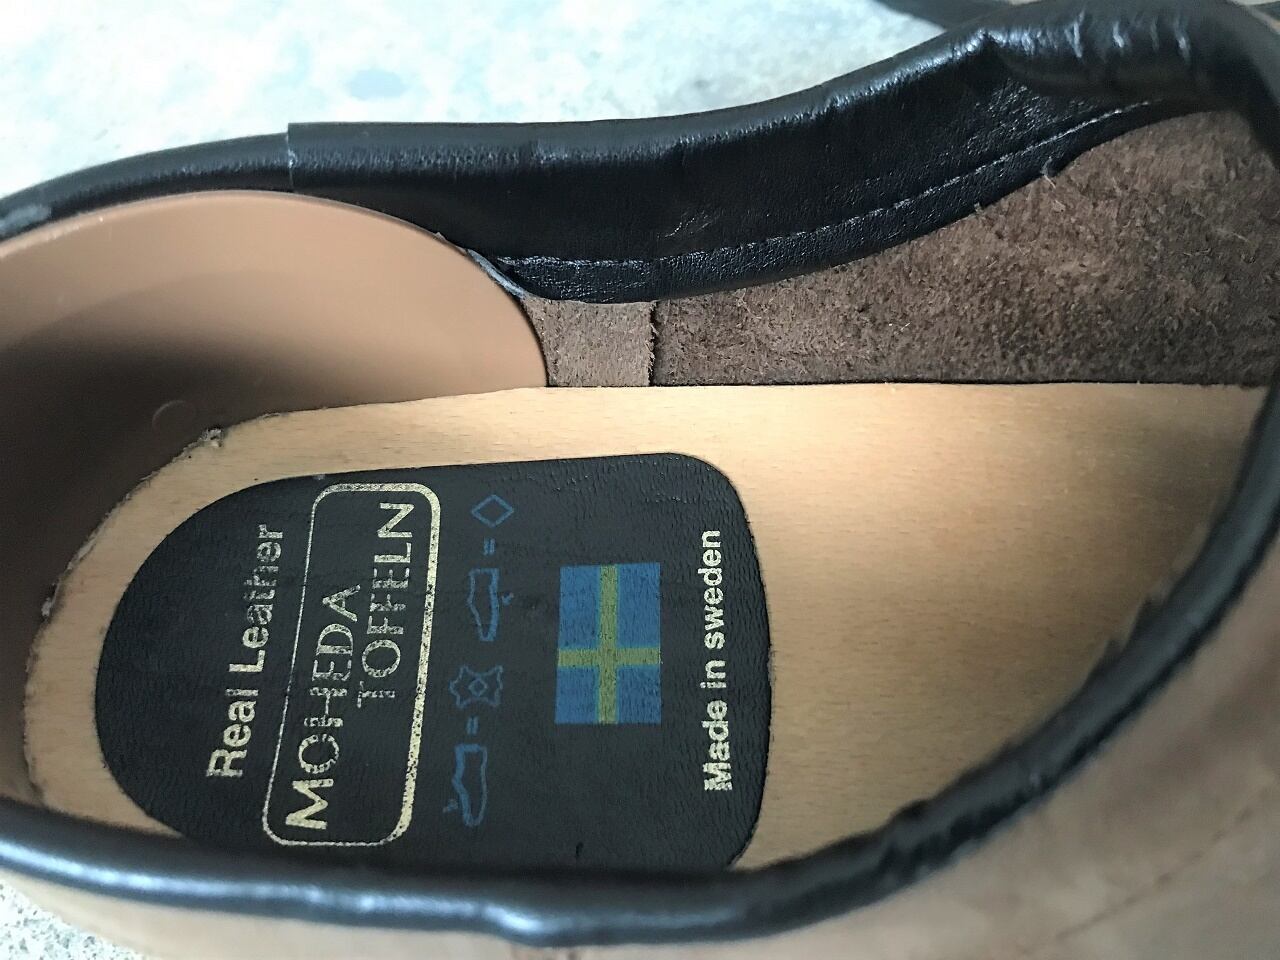 Real Leather
MOHEDA
TOFFELN
Made in sweden